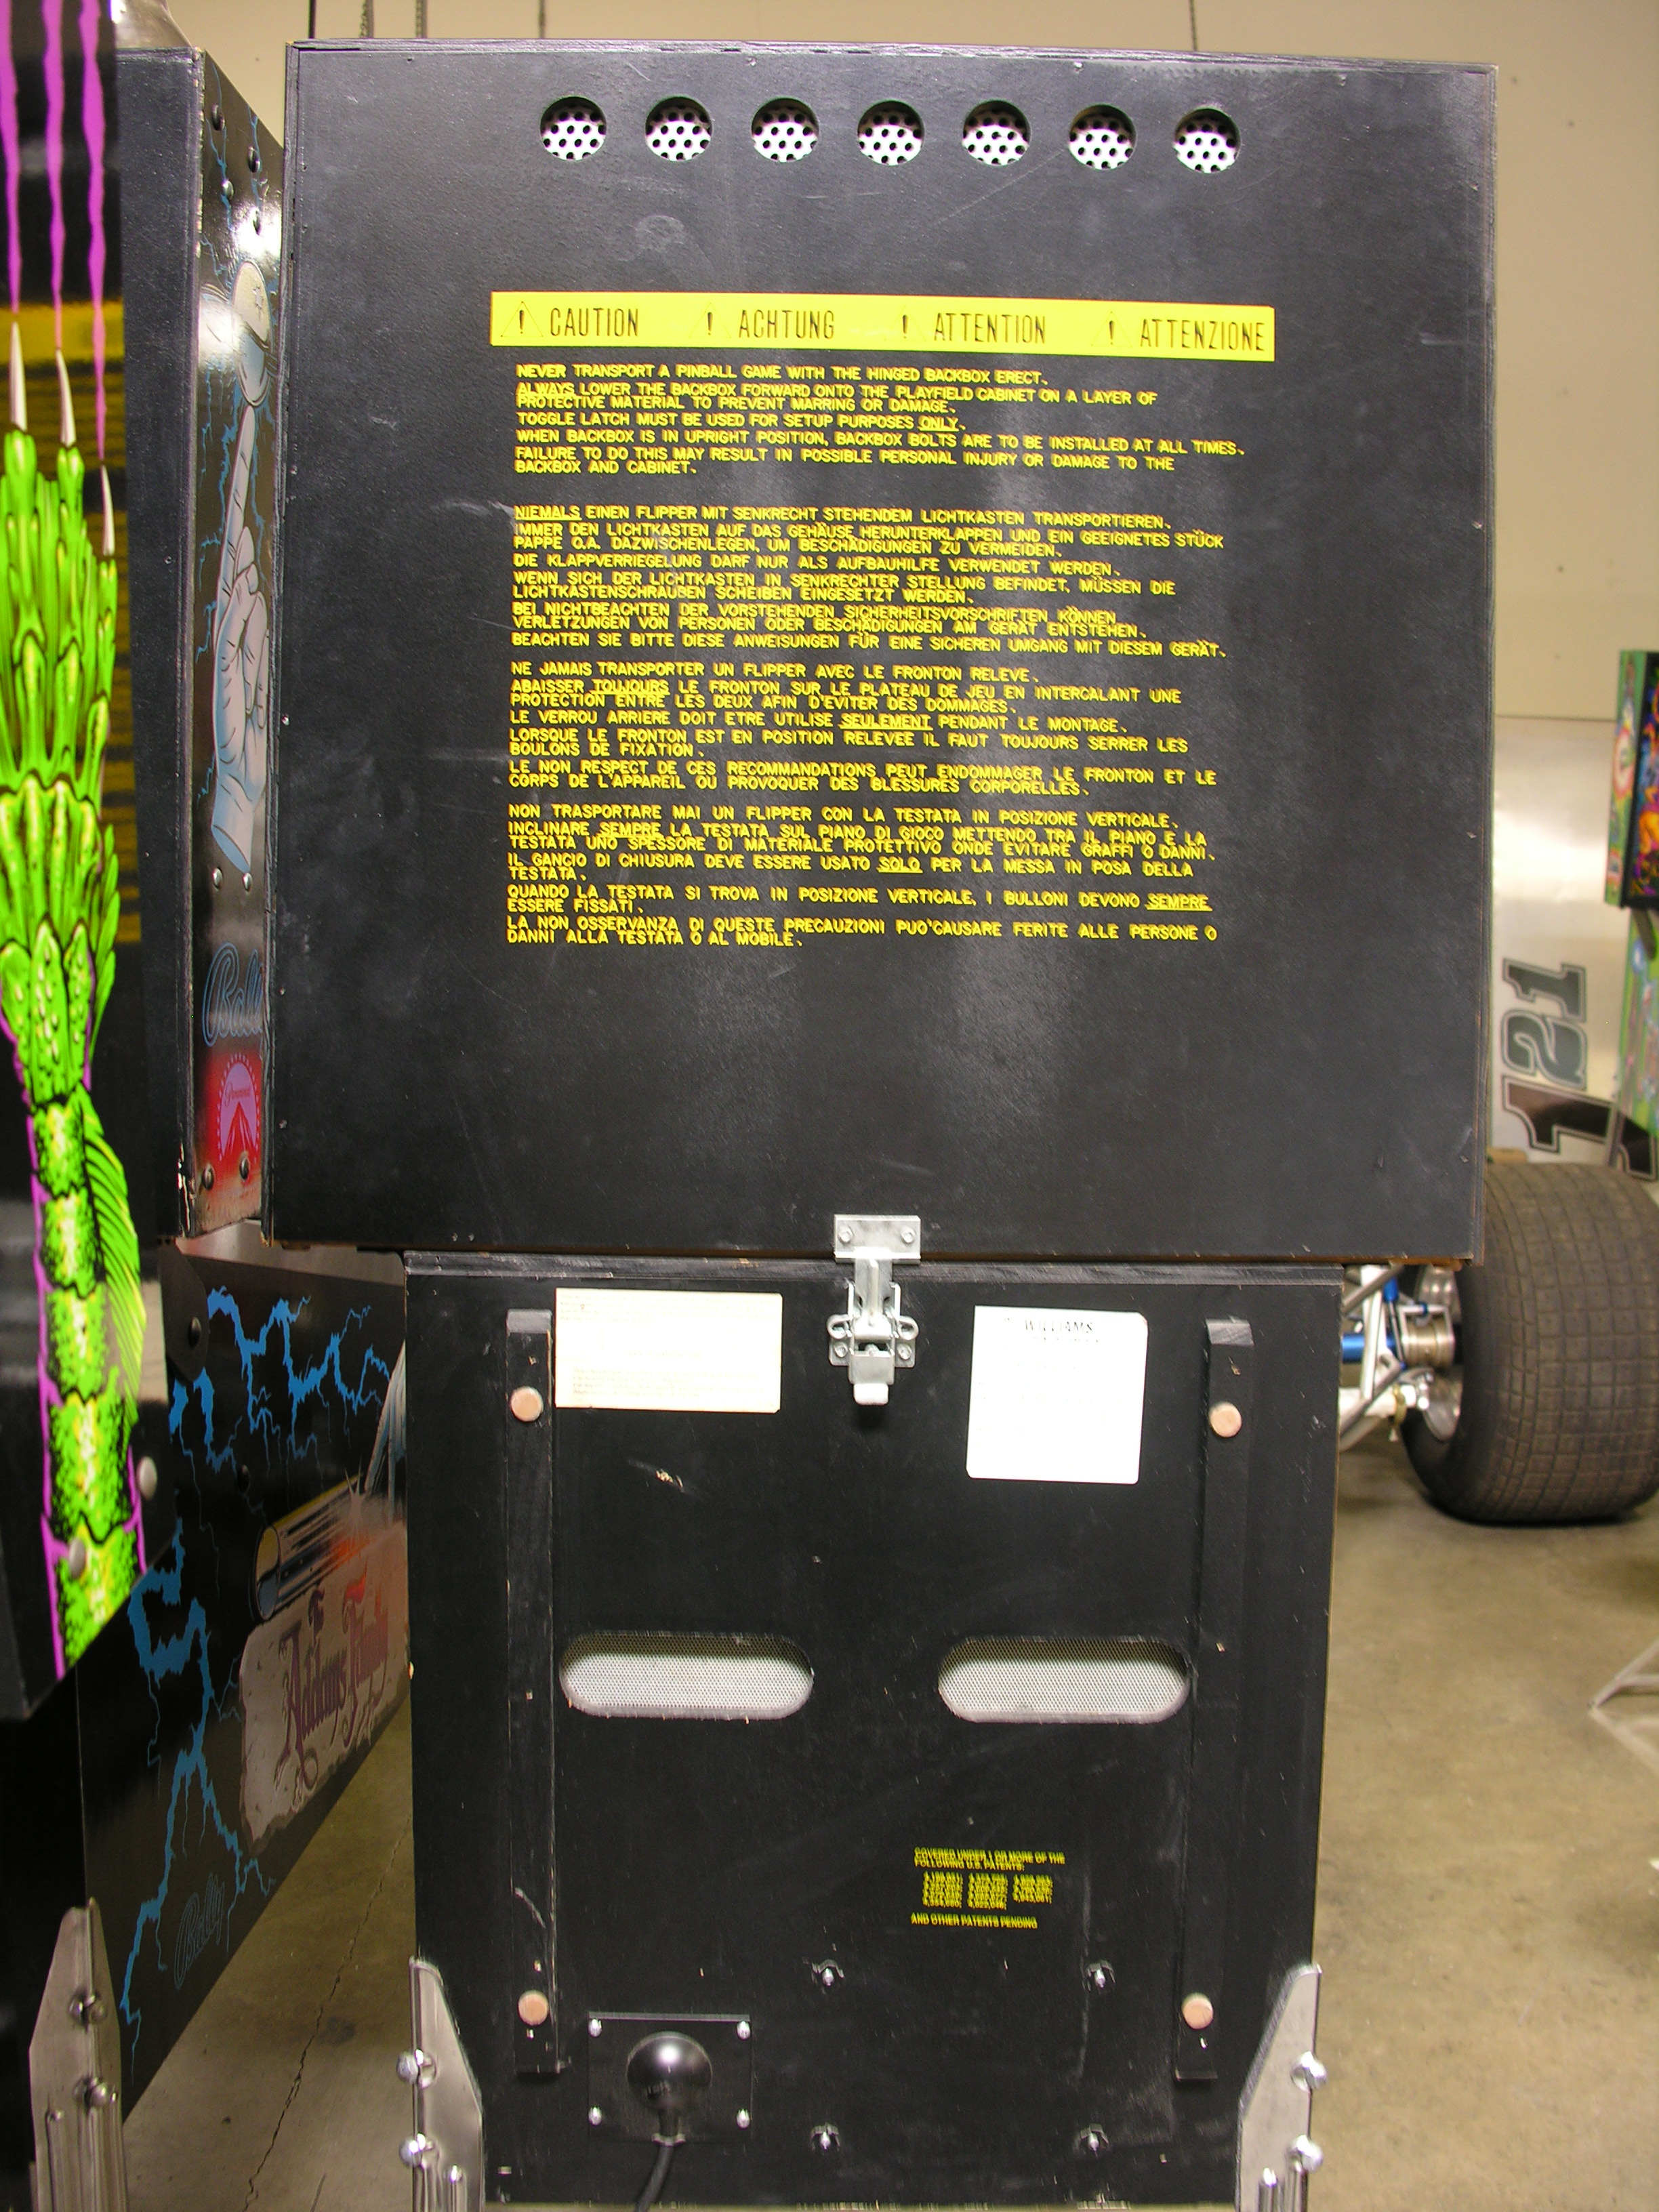 CAUTION ACHTUNG ATTENTION ATTENZIONE
NEVER TRANSPORT A PINBALL GAME WITH THE HINGED BACKBOX ERECT.
ALWAYS LOWER THE BACKBOX FORWARD ONTO THE PLAYFIELD CABINET ON A LAYER OF
PROTECTIVE MATERIAL TO PREVENT MARRING OR DAMAGE.
TOGGLE LATCH MUST BE USED FOR SETUP PURPOSES ONLY.
WHEN BACKBOX IS IN UPRIGHT POSITION, BACKBOX BOLTS ARE TO BE INSTALLED AT ALL TIMES.
FAILURE TO DO THIS MAY RESULT IN POSSIBLE PERSONAL INJURY OR DAMAGE TO THE
BACKBOX AND CABINET.
NIEMALS EINEN FLIPPER MIT SENKRECHT STEHENDEM LICHTKASTEN TRANSPORTIEREN.
IMMER DEN LICHTKASTEN AUF DAS GEHÄUSE HERUNTERKLAPPEN UND EIN GEEIGNETES STÜCK
PAPPE O.A. DAZWISCHENLEGEN, UM BESCHÄDIGUNGEN ZU VERMEIDEN.
DIE KLAPPVERRIEGELUNG DARF NUR ALS AUFBAUHILFE VERWENDET WERDEN.
WENN SICH DER LICHTKASTEN IN SENKRECHTER STELLUNG BEFINDET, MÜSSEN DIE
LICHTKASTENSCHRAUBEN SCHEIBEN EINGESETZT WERDEN.
BEI NICHTBEACHTEN DER VORSTEHENDEN SICHERHEITSVORSCHRIFTEN KÖNNEN
VERLETZUNGEN VON PERSONEN ODER BESCHÄDIGUNGEN AM GERÄT ENTSTEHEN.
BEACHTEN SIE BITTE DIESE ANWEISUNGEN FÜR EINE SICHEREN UMGANG MIT DIESEM GERÄT.
NE JAMAIS TRANSPORTER UN FLIPPER AVEC LE FRONTON RELEVE.
ABAISSER TOUJOURS LE FRONTON SUR LE PLATEAU DE JEU EN INTERCALANT UNE
PROTECTION ENTRE LES DEUX AFIN D'EVITER DES DOMMAGES.
LE VERROU ARRIERE DOIT ETRE UTILISE SEULEMENT PENDANT LE MONTAGE.
LORSQUE LE FRONTON EST EN POSITION RELEVEE IL FAUT TOUJOURS SERRER LES
BOULONS DE FIXATION.
LE NON RESPECT DE CES RECOMMANDATIONS PEUT ENDOMMAGER LE FRONTON ET LE
CORPS DE L'APPAREIL OU PROVOQUER DES BLESSURES CORPORELLES.
NON TRASPORTARE MAI UN FLIPPER CON LA TESTATA IN POSIZIONE VERTICALE.
INCLINARE SEMPRE LA TESTATA SUL PIANO DI GIOCO METTENDO TRA IL PIANO E LA
TESTATA UNO SPESSORE DI MATERIALE PROTETTIVO ONDE EVITARE GRAFFI O DANNI.
IL GANCIO DI CHIUSURA DEVE ESSERE USATO SOLO PER LA MESSA IN POSA DELLA
TESTATA.
QUANDO LA TESTATA SI TROVA IN POSIZIONE VERTICALE, I BULLONI DEVONO SEMPRE
ESSERE FISSATI.
LA NON OSSERVANZA DI QUESTE PRECAUZIONI PUO'CAUSARE FERITE ALLE PERSONE O
DANNI ALLA TESTATA O AL MOBILE.
Bally
Paramount
121
WILLIAMS
The Addams Family
COVERED UNDER 1 OR MORE OF THE
FOLLOWING U.S. PATENTS;
AND OTHER PATENTS PENDING
Bally